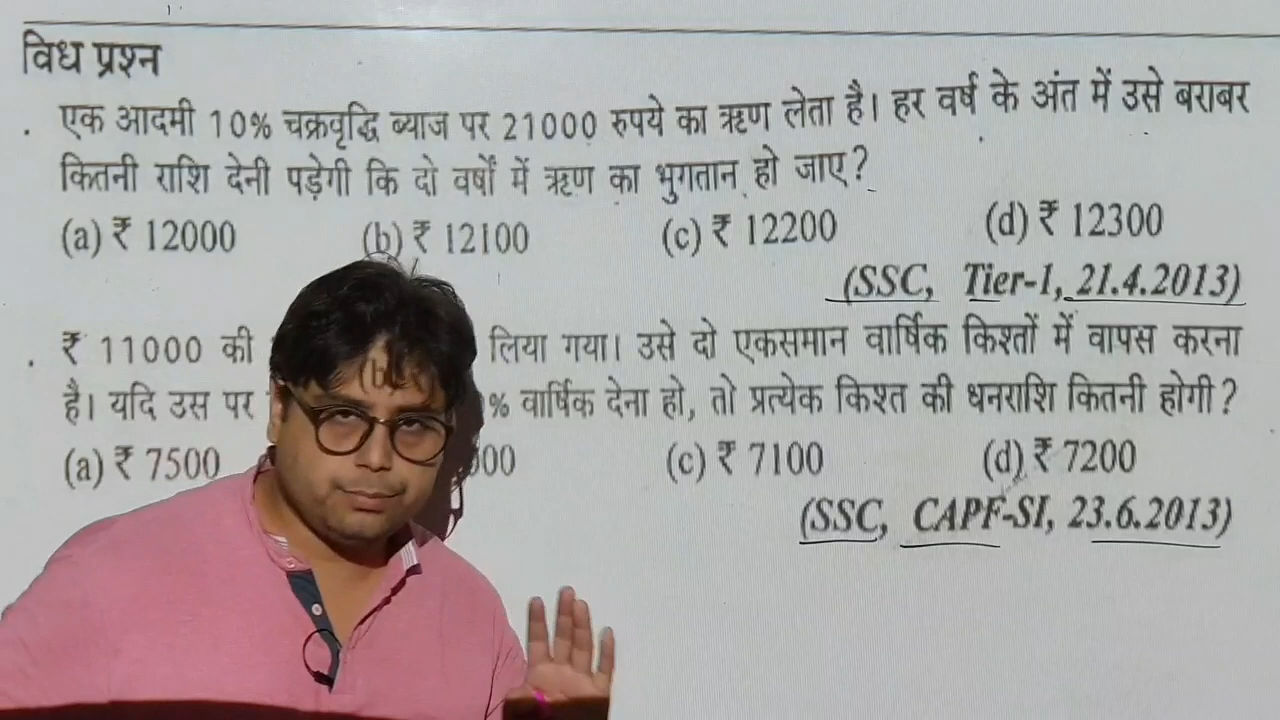 विध प्रश्न
. एक आदमी 10% चक्रवृद्धि ब्याज पर 21000 रुपये का ऋण लेता है। हर वर्ष के अंत में उसे बराबर
कितनी राशि देनी पड़ेगी कि दो वर्षों में ऋण का भुगतान हो जाए?
(a) ₹ 12000 (b) ₹ 12100 (c) ₹ 12200 (d) ₹ 12300
(SSC, Tier-1, 21.4.2013)
. ₹ 11000 की लिया गया। उसे दो एकसमान वार्षिक किश्तों में वापस करना
है। यदि उस पर % वार्षिक देना हो, तो प्रत्येक किश्त की धनराशि कितनी होगी?
(a) ₹ 7500 (c) ₹ 7100 (d) ₹ 7200
(SSC, CAPF-SI, 23.6.2013)